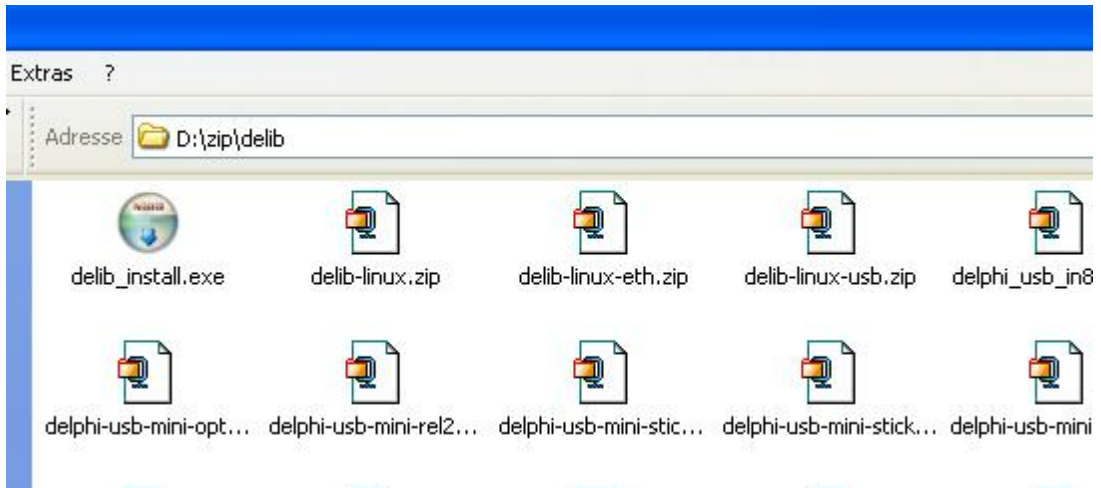 Extras ?
Adresse D:\zip\delib
delib_install.exe delib-linux.zip delib-linux-eth.zip delib-linux-usb.zip delphi_usb_in8
delphi-usb-mini-opt... delphi-usb-mini-rel2... delphi-usb-mini-stic... delphi-usb-mini-stick... delphi-usb-mini